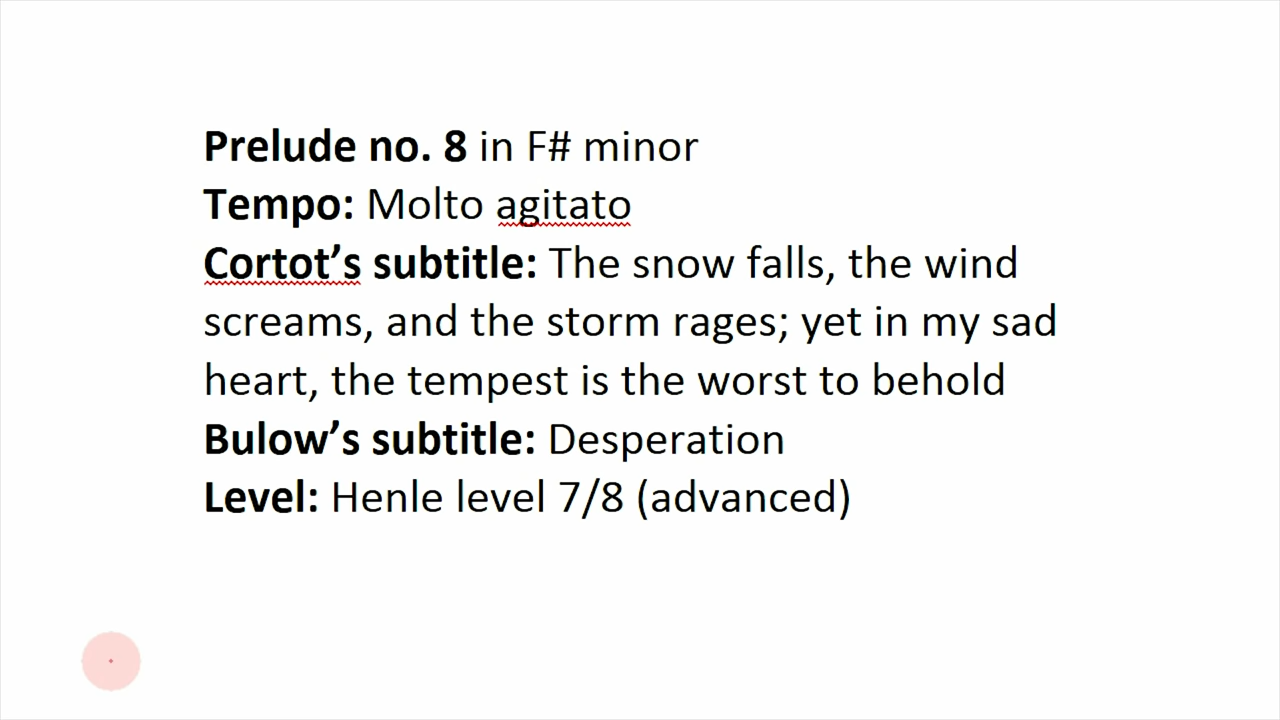 Prelude no. 8 in F# minor
Tempo: Molto agitato
Cortot’s subtitle: The snow falls, the wind
screams, and the storm rages; yet in my sad
heart, the tempest is the worst to behold
Bulow’s subtitle: Desperation
Level: Henle level 7/8 (advanced)